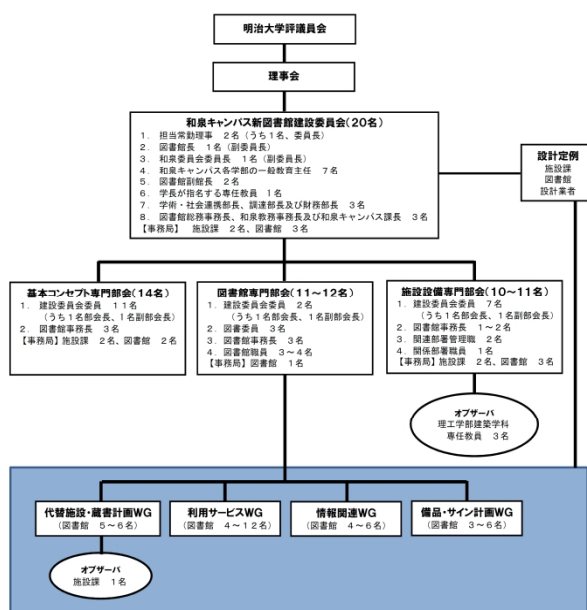 明治大学評議員会
理事会
和泉キャンパス新図書館建設委員会(20名)
1. 担当常勤理事 2名(うち1名、委員長)
2. 図書館長 1名(副委員長)
3. 和泉委員会委員長 1名(副委員長)
4. 和泉キャンパス各学部の一般教育主任 7名
5. 図書館副館長 2名
6. 学長が指名する専任教員 1名
7. 学術・社会連携部長、調達部長及び財務部長 3名
8. 図書館総務事務長、和泉教務事務長及び和泉キャンパス課長 3名
【事務局】 施設課 2名、図書館 3名
設計定例
施設課
図書館
設計業者
基本コンセプト専門部会(14名)
1. 建設委員会委員 11名
(うち1名部会長、1名副部会長)
2. 図書館事務長 3名
【事務局】施設課 2名、図書館 2名
図書館専門部会(11~12名)
1. 建設委員会委員 2名
(うち1名部会長、1名副部会長)
2. 図書委員 3名
3. 図書館事務長 3名
4. 図書館職員 3~4名
【事務局】図書館 1名
施設設備専門部会(10~11名)
1. 建設委員会委員 7名
(うち1名部会長、1名副部会長)
2. 図書館事務長 1~2名
3. 関連部署管理職 2名
4. 関係部署職員 1名
【事務局】施設課 2名、図書館 3名
オブザーバ
理工学部建築学科
専任教員 3名
代替施設・蔵書計画WG
(図書館 5~6名)
利用サービスWG
(図書館 4~12名)
情報関連WG
(図書館 4~6名)
備品・サイン計画WG
(図書館 3~6名)
オブザーバ
施設課 1名